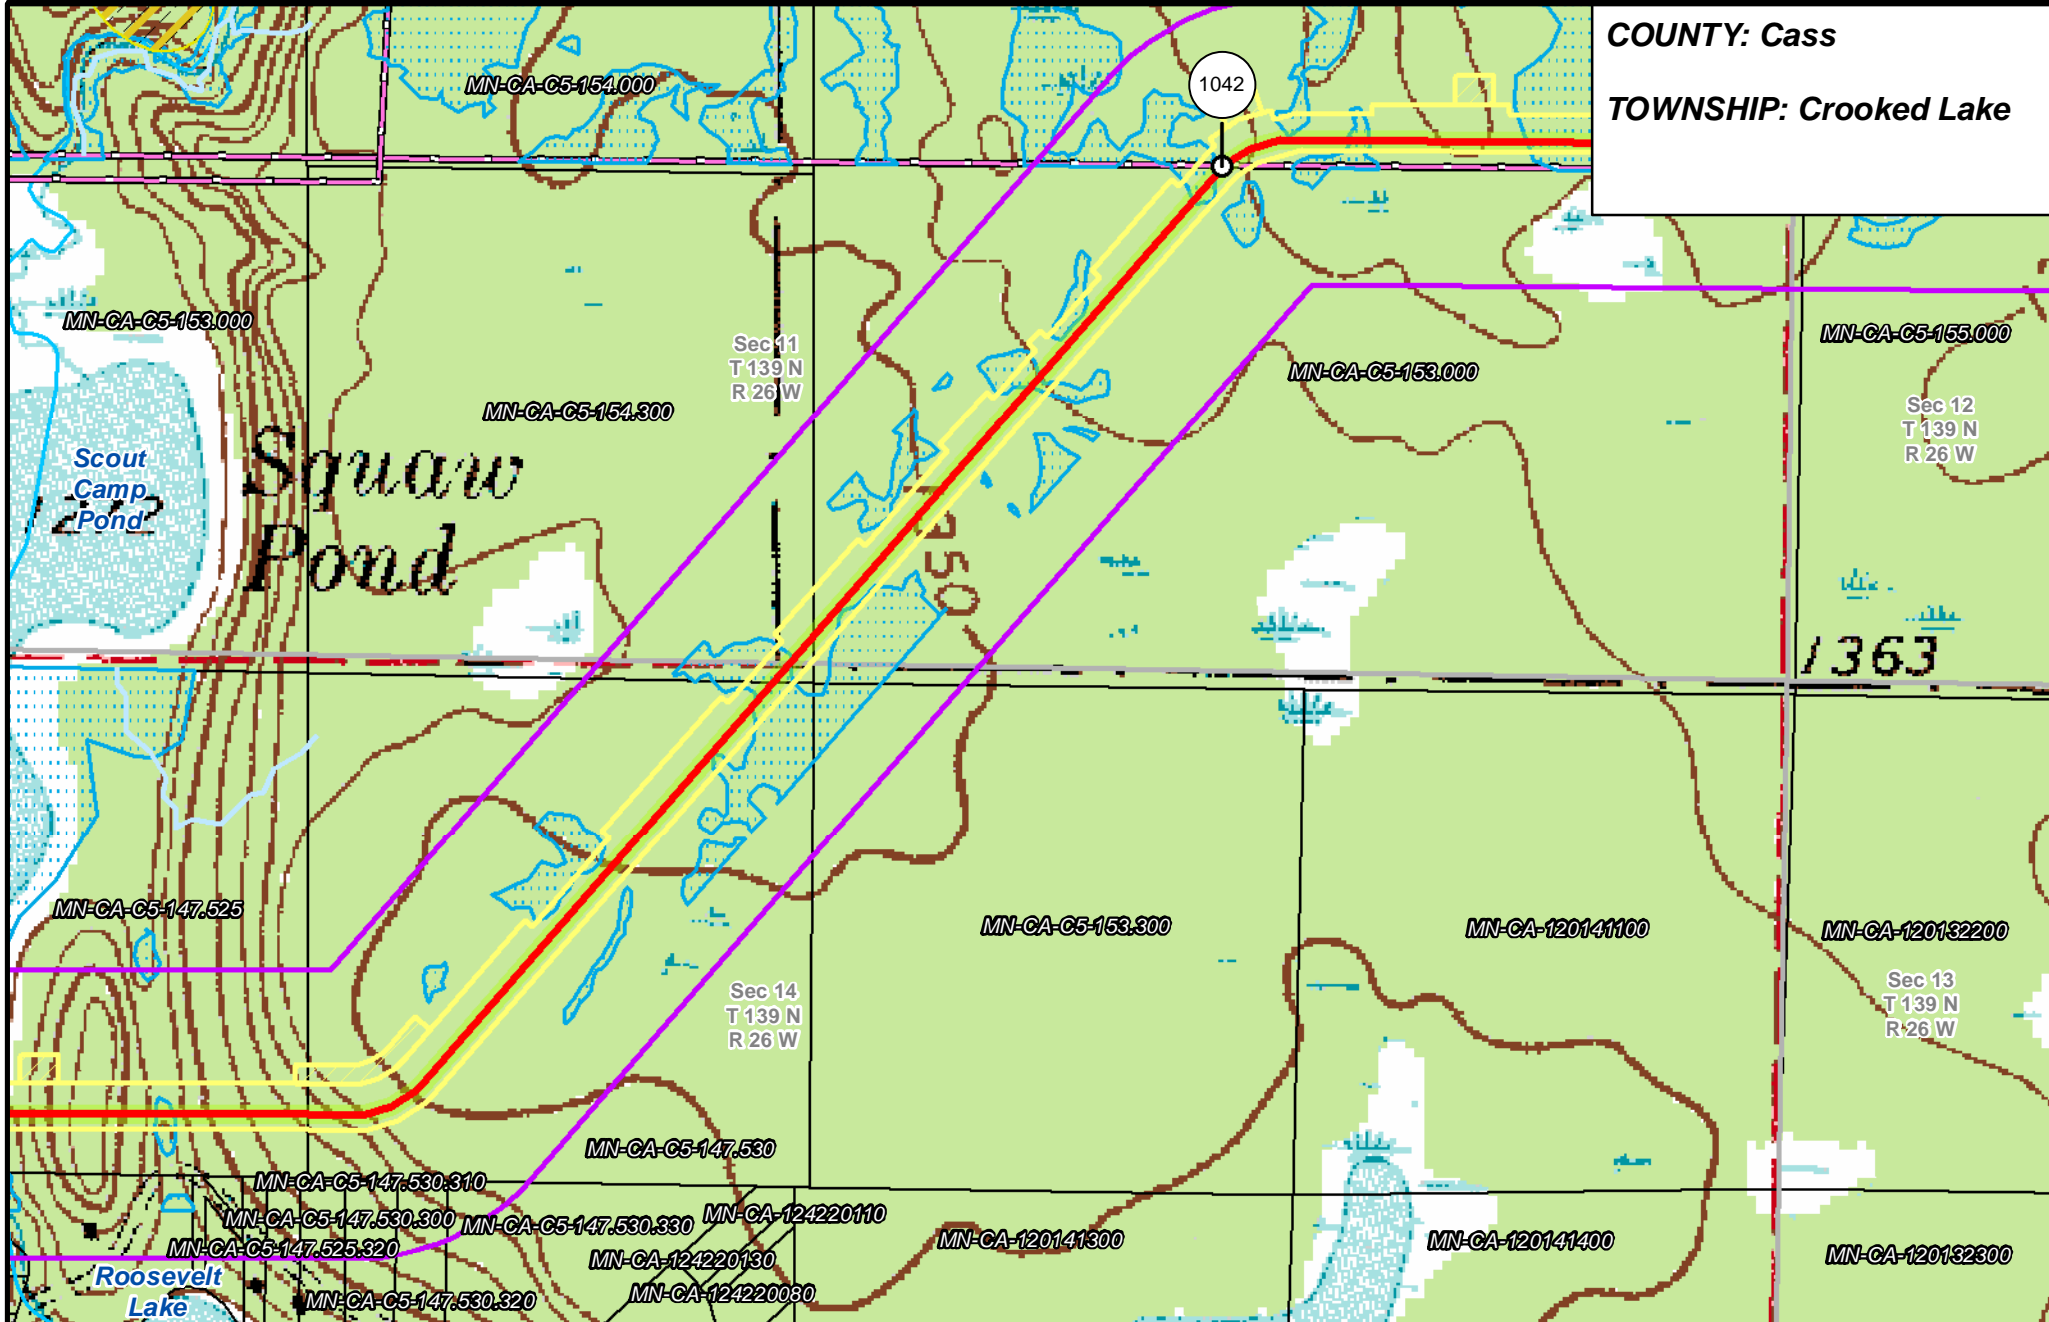 COUNTY: Cass
TOWNSHIP: Crooked Lake
MN-CA-C5-154.000
1042
MN-CA-C5-153.000
Sec 11
T 139 N
R 26 W
MN-CA-C5-155.000
MN-CA-C5-153.000
MN-CA-C5-154.300
Sec 12
T 139 N
R 26 W
Squaw
Pond
Scout
Camp
Pond
1363
MN-CA-C5-147.525
MN-CA-C5-153.300
MN-CA-120141100
MN-CA-120132200
Sec 14
T 139 N
R 26 W
Sec 13
T 139 N
R 26 W
MN-CA-C5-147.530
MN-CA-C5-147.530.310
MN-CA-C5-147.530.300
MN-CA-C5-147.530.330
MN-CA-124220110
MN-CA-C5-147.525.320
MN-CA-124220130
MN-CA-120141300
MN-CA-120141400
MN-CA-120132300
Roosevelt
Lake
MN-CA-C5-147.530.320
MN-CA-124220080